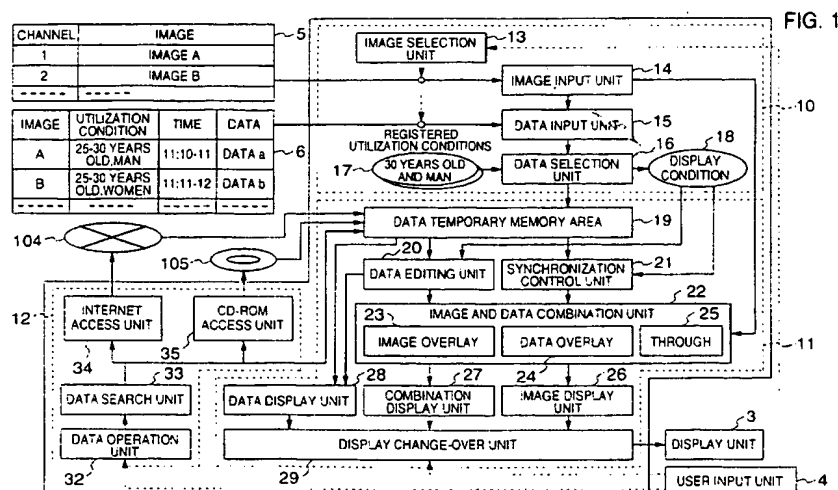 FIG. 1
CHANNEL IMAGE 5
1 IMAGE A
2 IMAGE B
IMAGE SELECTION UNIT 13
IMAGE INPUT UNIT 14
10
IMAGE UTILIZATION CONDITION TIME DATA 6
A 25-30 YEARS OLD,MAN 11:10-11 DATA a
B 25-30 YEARS OLD,WOMEN 11:11-12 DATA b
DATA INPUT UNIT 15
REGISTERED UTILIZATION CONDITIONS
16
17 30 YEARS OLD AND MAN
DATA SELECTION UNIT
18 DISPLAY CONDITION
104
105
DATA TEMPORARY MEMORY AREA 19
20 DATA EDITING UNIT
SYNCHRONIZATION CONTROL UNIT 21
22
IMAGE AND DATA COMBINATION UNIT
23 IMAGE OVERLAY
24 DATA OVERLAY
25 THROUGH
11
12
INTERNET ACCESS UNIT 34
CD-ROM ACCESS UNIT 35
33 DATA SEARCH UNIT
DATA OPERATION UNIT 32
28 DATA DISPLAY UNIT
27 COMBINATION DISPLAY UNIT
26 IMAGE DISPLAY UNIT
DISPLAY CHANGE-OVER UNIT 29
3 DISPLAY UNIT
USER INPUT UNIT 4